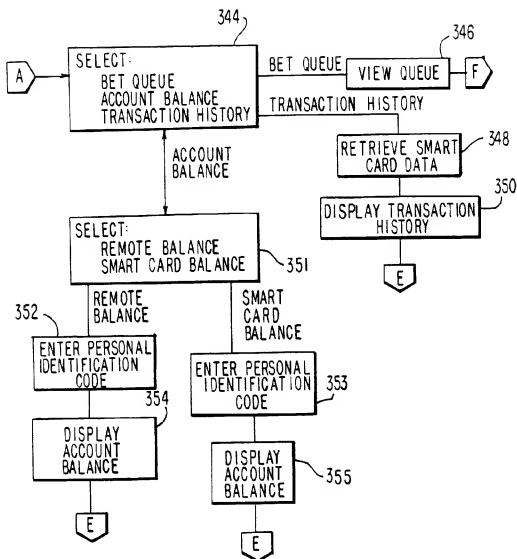 344
346
A
SELECT:
BET QUEUE
ACCOUNT BALANCE
TRANSACTION HISTORY
BET QUEUE
VIEW QUEUE
F
TRANSACTION HISTORY
ACCOUNT
BALANCE
RETRIEVE SMART
CARD DATA
348
350
DISPLAY TRANSACTION
HISTORY
E
SELECT:
REMOTE BALANCE
SMART CARD BALANCE
351
352
REMOTE
BALANCE
SMART
CARD
BALANCE
ENTER PERSONAL
IDENTIFICATION
CODE
ENTER PERSONAL
IDENTIFICATION
CODE
353
354
DISPLAY
ACCOUNT
BALANCE
DISPLAY
ACCOUNT
BALANCE
355
E
E